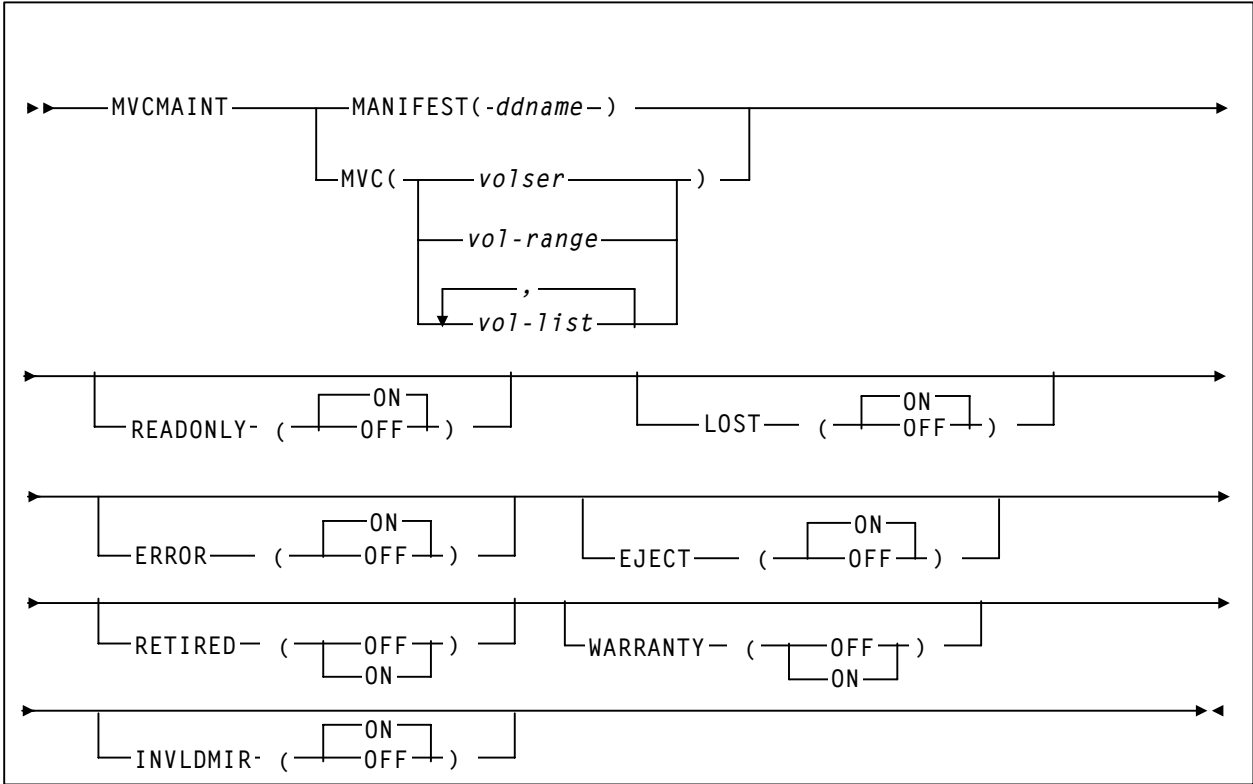 MVCMAINT MANIFEST(-ddname-)
MVC( volser )
vol-range
,
vol-list
ON ON
READONLY ( OFF ) LOST ( OFF )
ON ON
ERROR ( OFF ) EJECT ( OFF )
RETIRED ( OFF ) WARRANTY ( OFF )
ON ON
ON
INVLDMIR ( OFF )